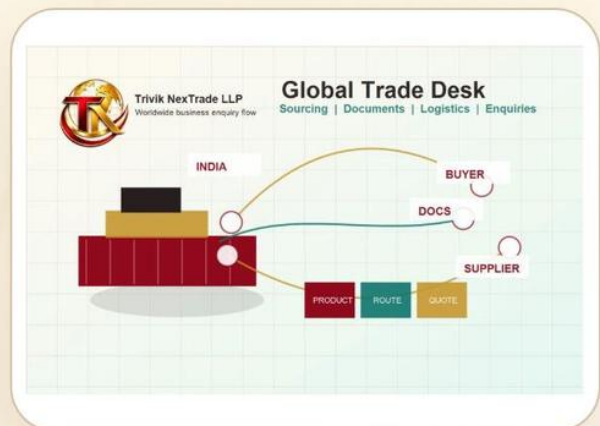 Trivik NexTrade LLP
Worldwide business enquiry flow
Global Trade Desk
Sourcing | Documents | Logistics | Enquiries
INDIA
BUYER
DOCS
SUPPLIER
PRODUCT
ROUTE
QUOTE
TR